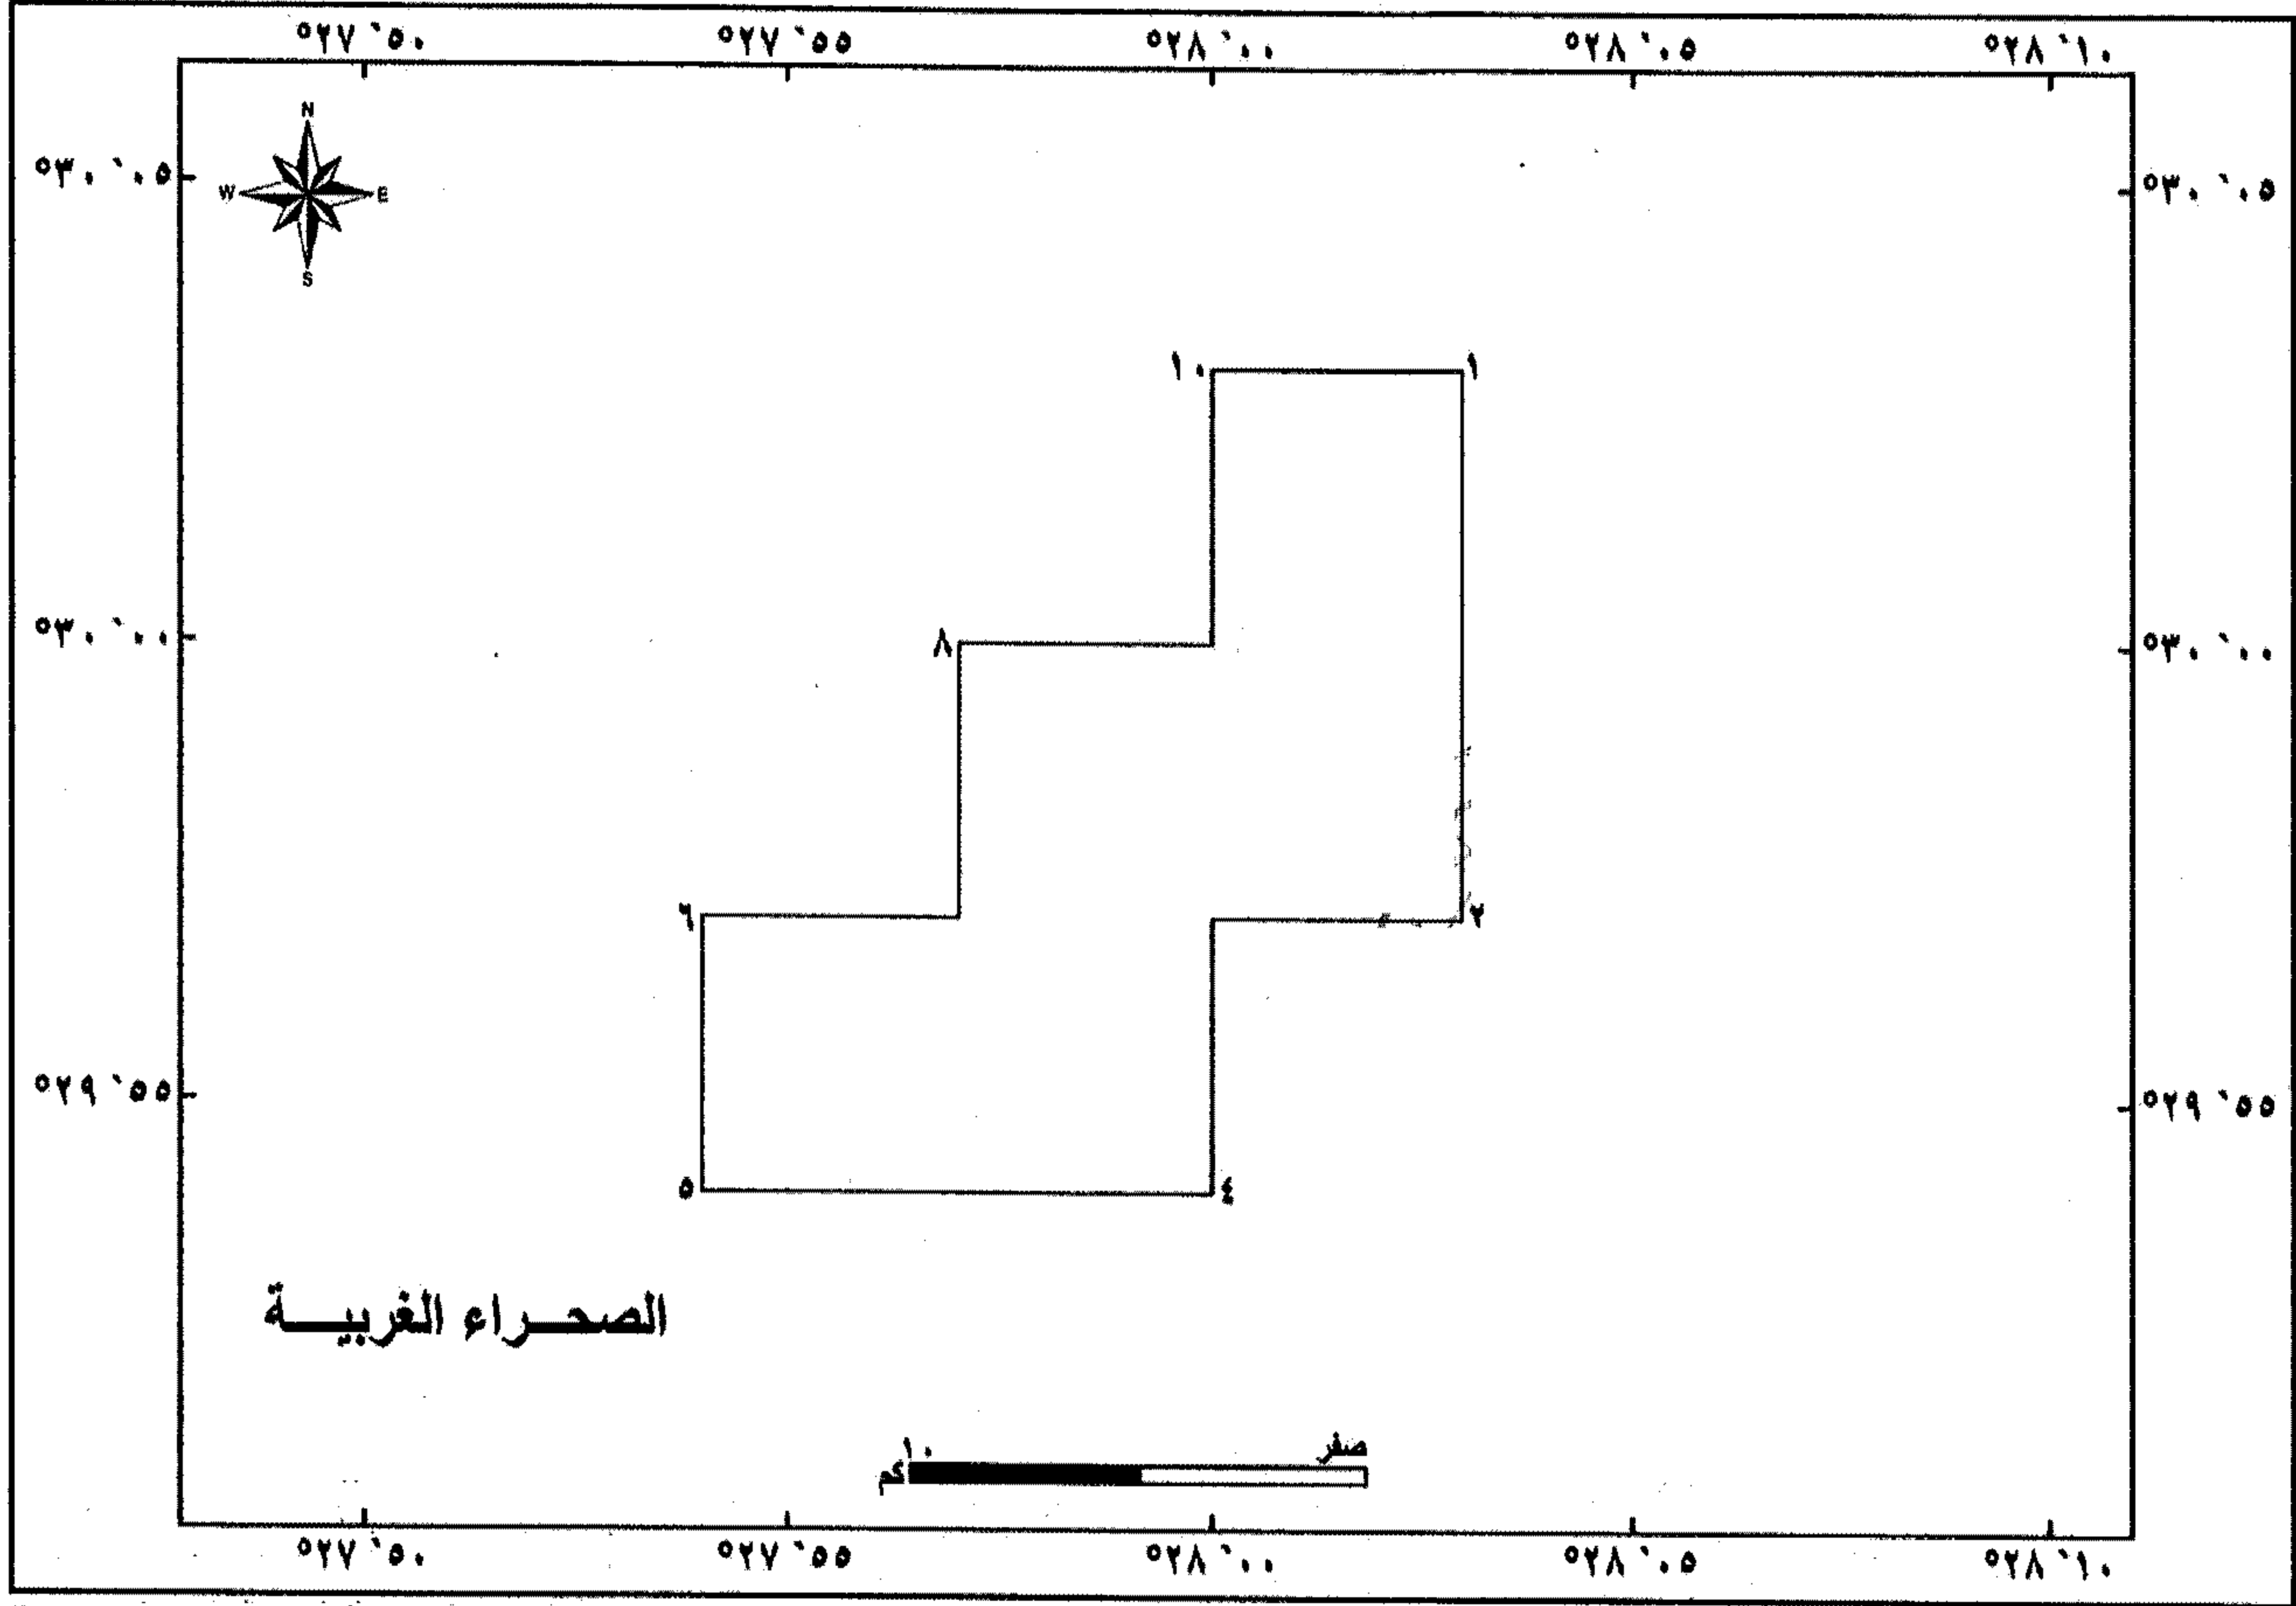 °٢٧ `٥٠ °٢٧ `٥٥ °٢٨ `٠٠ °٢٨ `٠٥ °٢٨ `١٠
N
W E
S
°٣٠ `٠٥ °٣٠ `٠٥
١٠ ١
°٣٠ `٠٠ °٣٠ `٠٠
٨
٦ ٢
°٢٩ `٥٥ °٢٩ `٥٥
٥ ٤
الصحــراء الغربيــة
صفر ١٠
كم
°٢٧ `٥٠ °٢٧ `٥٥ °٢٨ `٠٠ °٢٨ `٠٥ °٢٨ `١٠